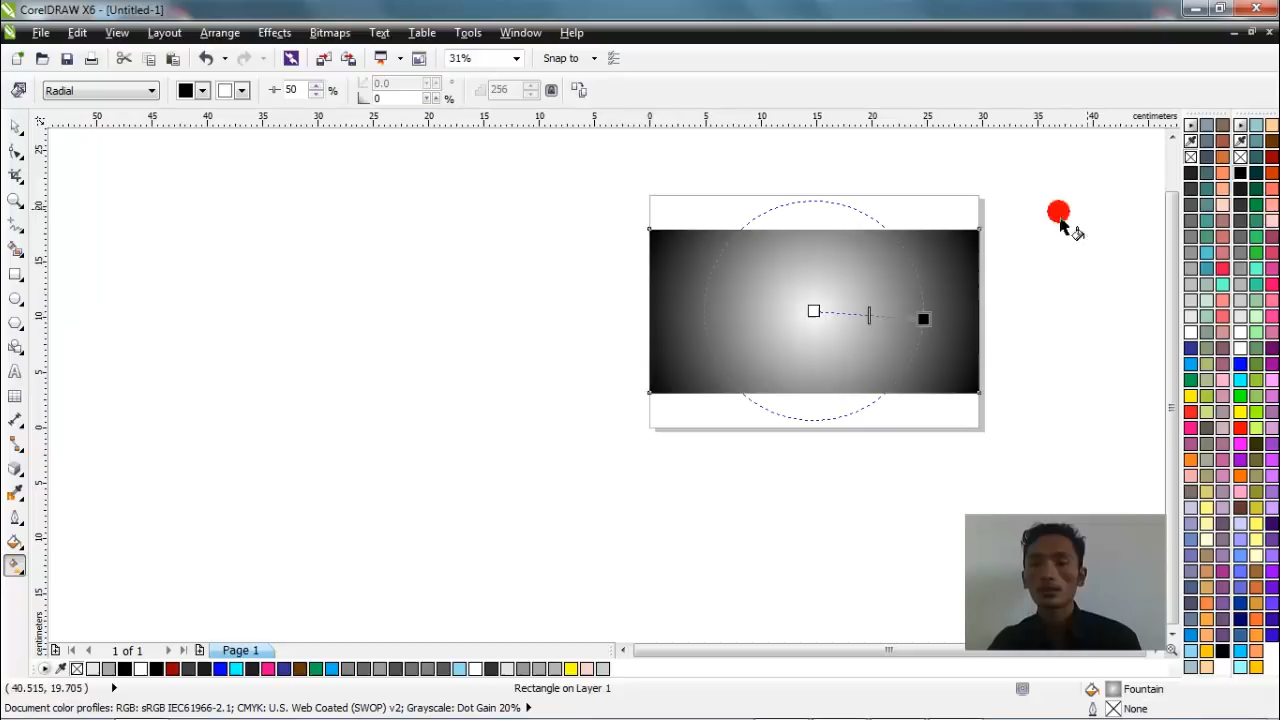 CorelDRAW X6 - [Untitled-1]
File Edit View Layout Arrange Effects Bitmaps Text Table Tools Window Help
31% Snap to
Radial 50 % 0.0 ° 256
0 %
50 45 40 35 30 25 20 15 10 5 0 5 10 15 20 25 30 35 40 centimeters
25
20
15
10
5
0
5
10
15
centimeters
1 of 1 Page 1
( 40.515, 19.705 ) Rectangle on Layer 1 Fountain
Document color profiles: RGB: sRGB IEC61966-2.1; CMYK: U.S. Web Coated (SWOP) v2; Grayscale: Dot Gain 20% None